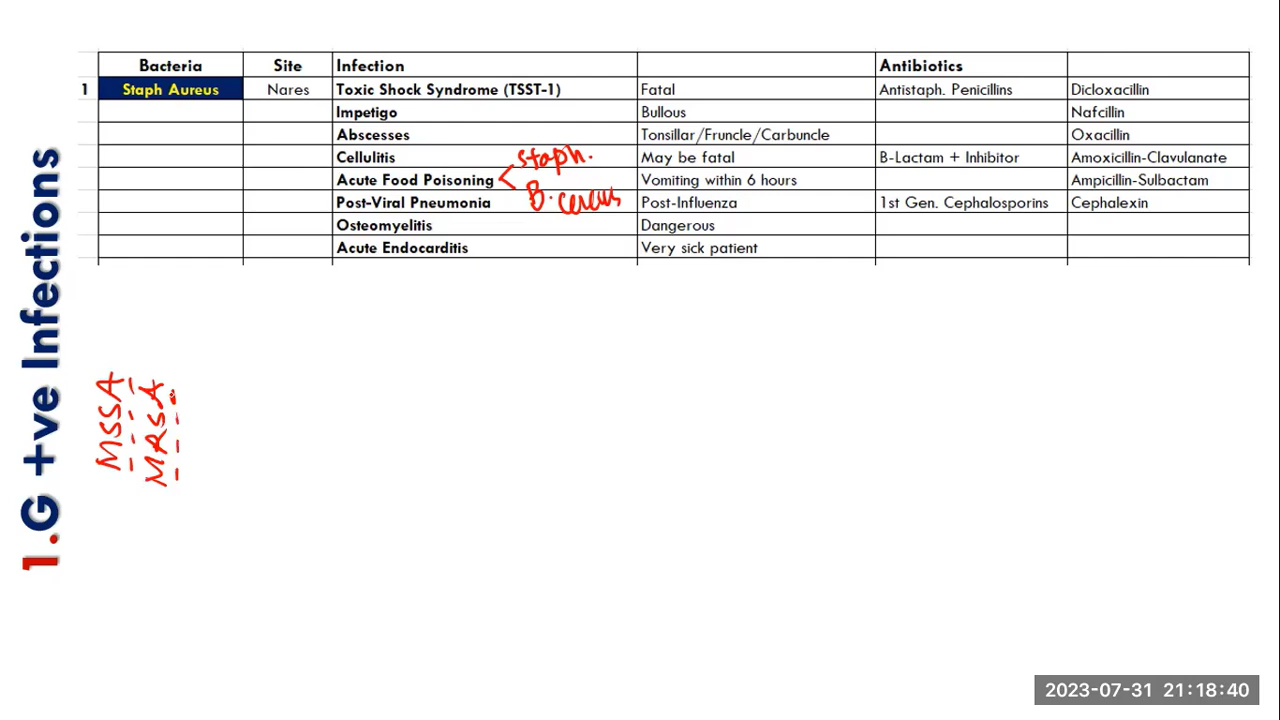 1.G +ve Infections
Bacteria Site Infection Antibiotics
1 Staph Aureus Nares Toxic Shock Syndrome (TSST-1) Fatal Antistaph. Penicillins Dicloxacillin
Impetigo Bullous Nafcillin
Abscesses Tonsillar/Fruncle/Carbuncle Oxacillin
Cellulitis staph. May be fatal B-Lactam + Inhibitor Amoxicillin-Clavulanate
Acute Food Poisoning Vomiting within 6 hours Ampicillin-Sulbactam
Post-Viral Pneumonia B. cereus Post-Influenza 1st Gen. Cephalosporins Cephalexin
Osteomyelitis Dangerous
Acute Endocarditis Very sick patient
MSSA
MRSA
2023-07-31 21:18:40